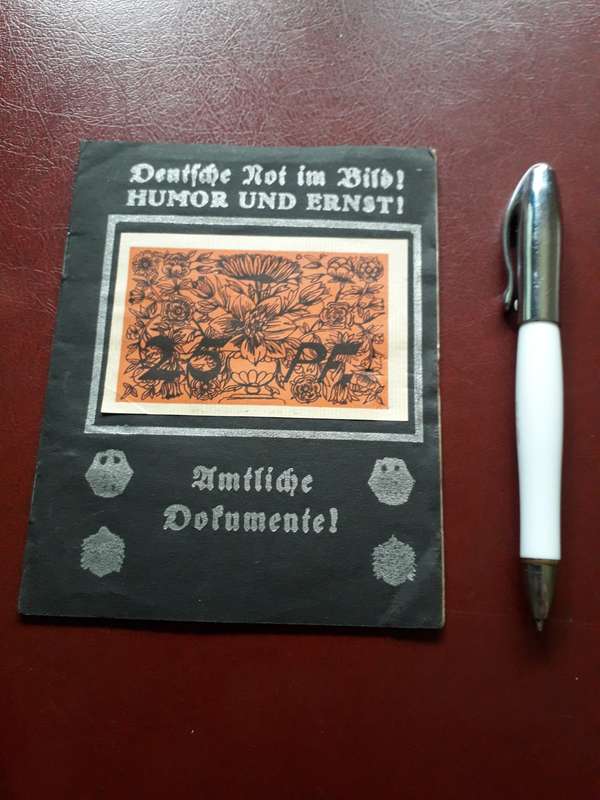 Deutsche Not im Bild!
HUMOR UND ERNST!
25 PF.
Amtliche
Dokumente!